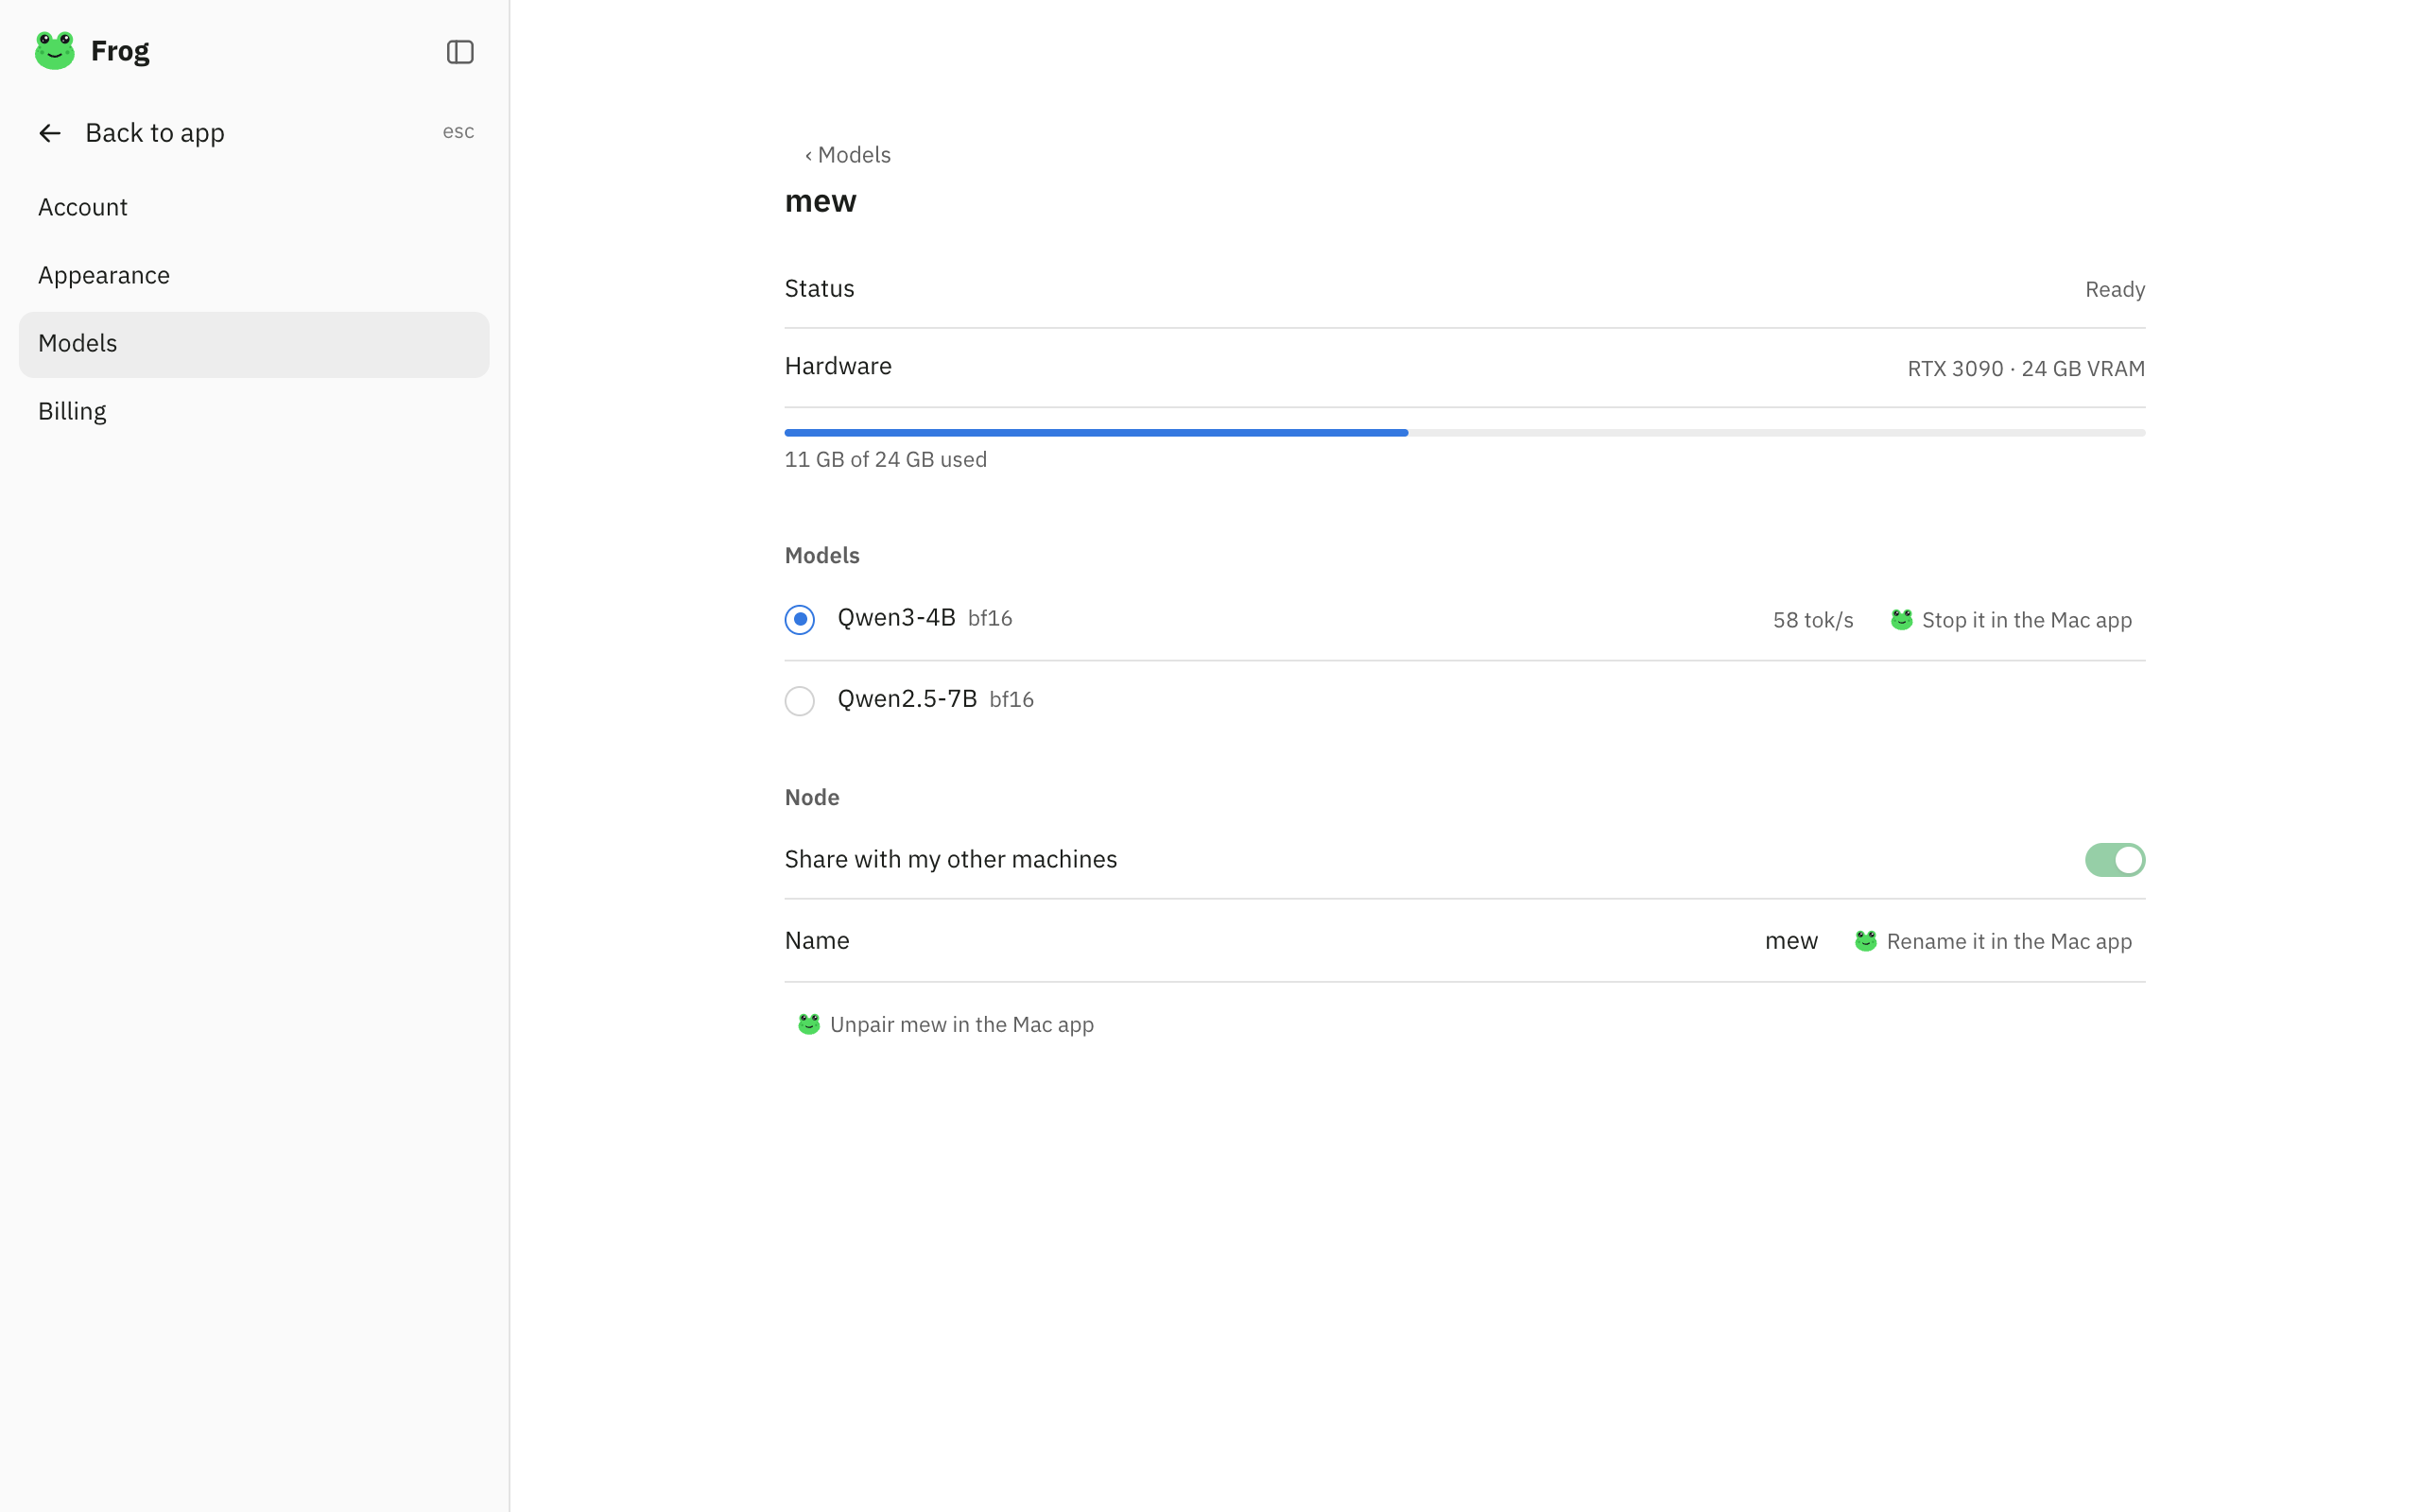 Frog
Back to app esc
Account
Appearance
Models
Billing
‹ Models
mew
Status Ready
Hardware RTX 3090 · 24 GB VRAM
11 GB of 24 GB used
Models
Qwen3-4B bf16 58 tok/s Stop it in the Mac app
Qwen2.5-7B bf16
Node
Share with my other machines
Name mew Rename it in the Mac app
Unpair mew in the Mac app